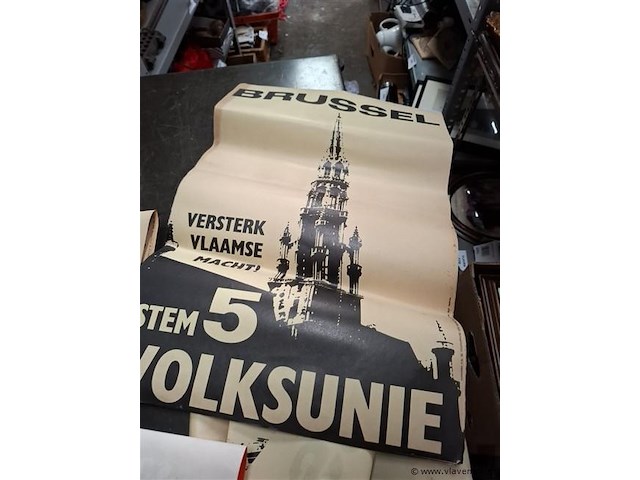 BRUSSEL
VERSTERK
VLAAMSE
MACHT!
STEM 5
VOLKSUNIE
© www.vlaven